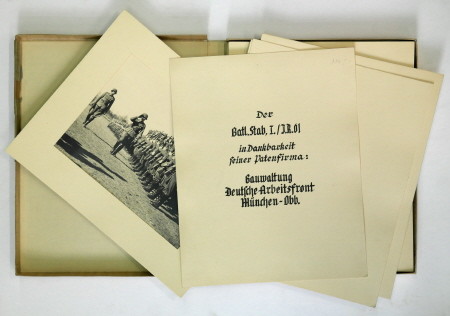 Der
Batl. Stab, I./I.R. 61
in Dankbarkeit
seiner Patenfirma:
Gauwaltung
Deutsche-Arbeitsfront
München-Obb.